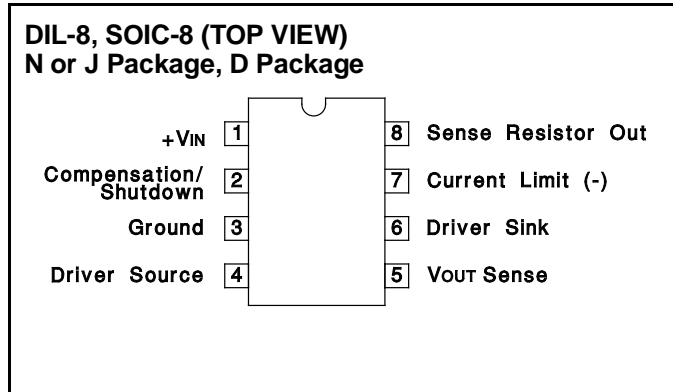 DIL-8, SOIC-8 (TOP VIEW)
N or J Package, D Package
+VIN 1 8 Sense Resistor Out
Compensation/
Shutdown 2 7 Current Limit (-)
Ground 3 6 Driver Sink
Driver Source 4 5 VOUT Sense